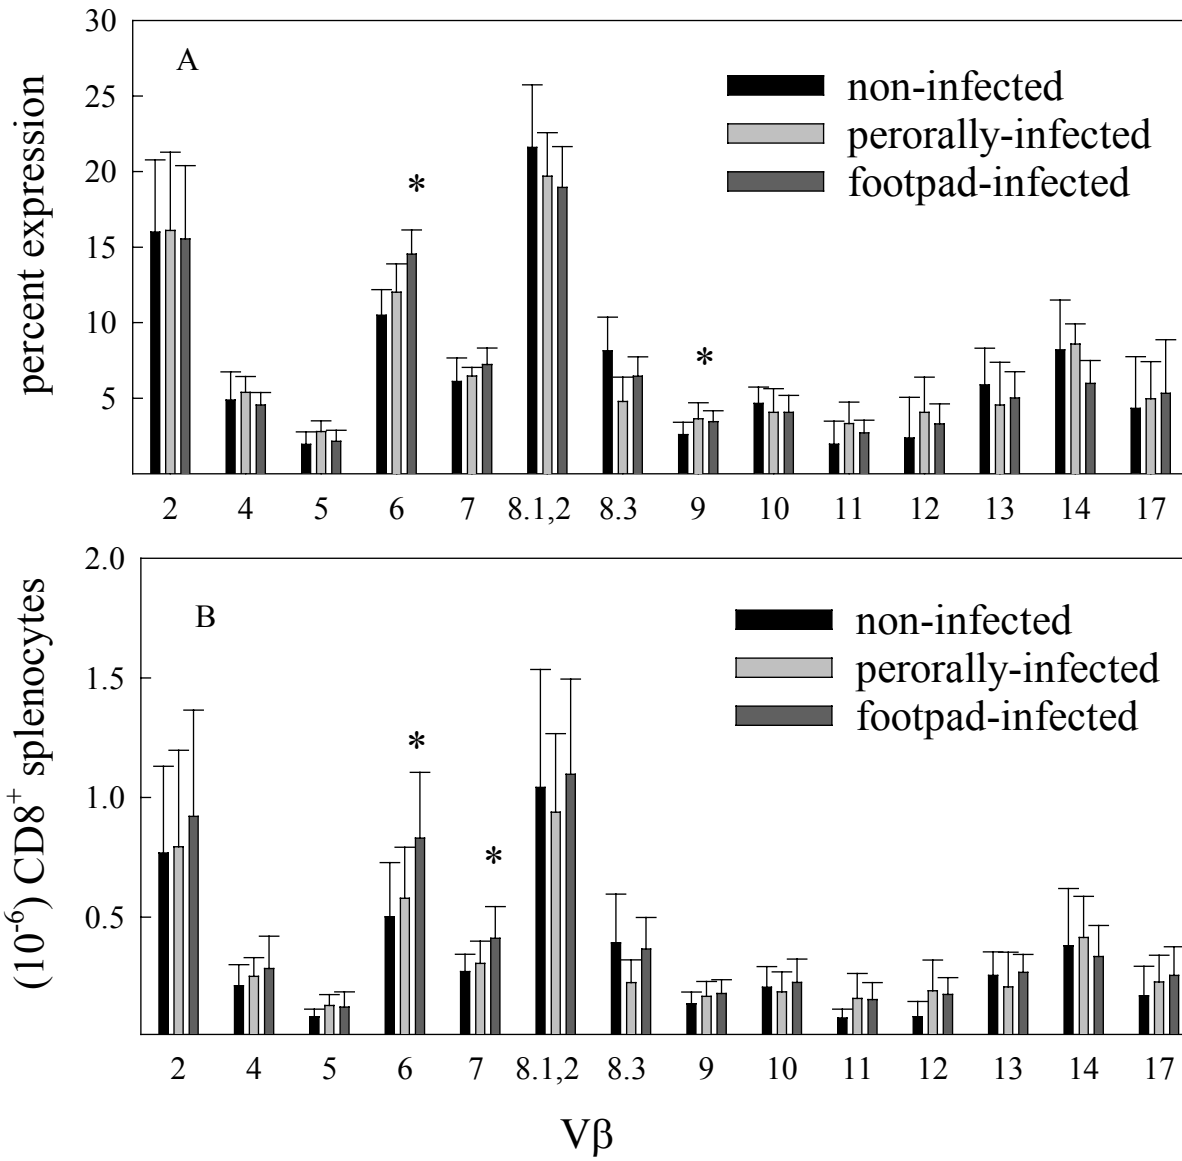 30
A
non-infected
25
perorally-infected
20
footpad-infected
*
15
percent expression
10
*
5
2 4 5 6 7 8.1,2 8.3 9 10 11 12 13 14 17
2.0
B
non-infected
perorally-infected
1.5
footpad-infected
*
1.0
*
(10⁻⁶) CD8⁺ splenocytes
0.5
2 4 5 6 7 8.1,2 8.3 9 10 11 12 13 14 17
Vβ